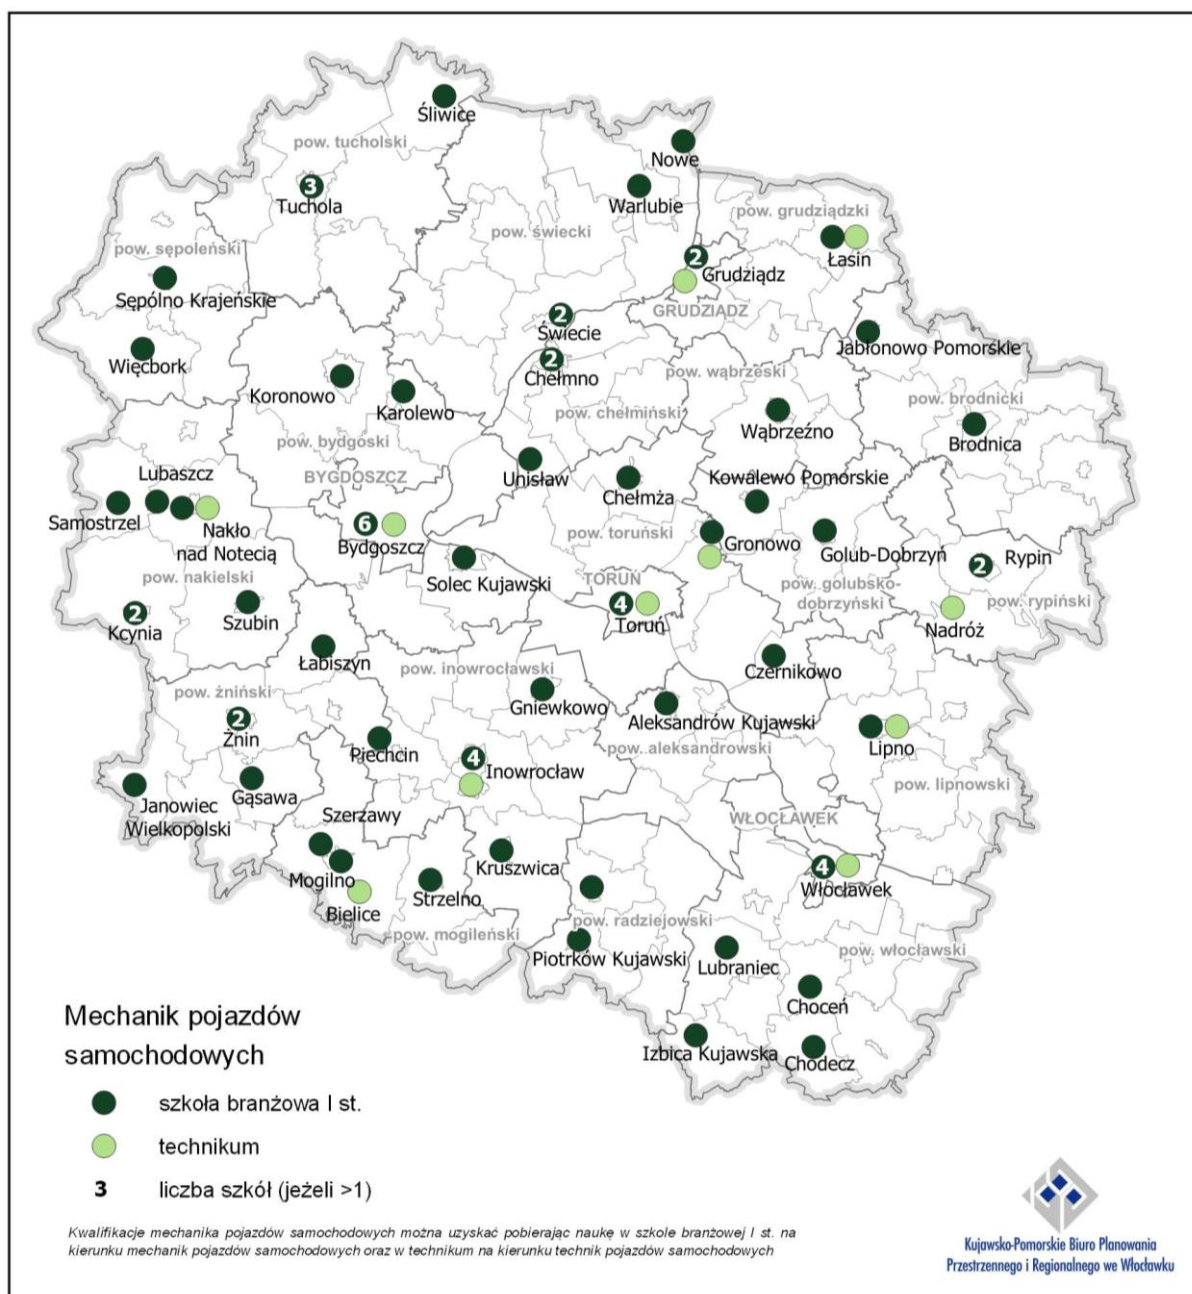 Śliwice
pow. tucholski
Nowe
3
Tuchola
Warlubie
pow. grudziądzki
pow. świecki
pow. sępoleński
2
Łasin
Grudziądz
Sępólno Krajeńskie
GRUDZIĄDZ
2
Świecie
Jabłonowo Pomorskie
Więcbork
2
Chełmno
pow. wąbrzeski
Koronowo
Karolewo
pow. chełmiński
pow. brodnicki
Wąbrzeźno
Brodnica
pow. bydgoski
Lubaszcz
BYDGOSZCZ
Unisław
Chełmża
Kowalewo Pomorskie
Samostrzel
Nakło
nad Notecią
6
Bydgoszcz
pow. toruński
Gronowo
Golub-Dobrzyń
2
Rypin
pow. nakielski
Solec Kujawski
TORUŃ
pow. golubsko-
dobrzyński
pow. rypiński
2
Kcynia
Szubin
4
Toruń
Nadróż
Łabiszyn
pow. inowrocławski
Czernikowo
pow. żniński
2
Żnin
Gniewkowo
Aleksandrów Kujawski
Piechcin
pow. aleksandrowski
Lipno
4
Inowrocław
pow. lipnowski
Janowiec
Wielkopolski
Gąsawa
Szerzawy
WŁOCŁAWEK
Mogilno
Kruszwica
4
Włocławek
Strzelno
Bielice
pow. mogileński
pow. radziejowski
Piotrków Kujawski
pow. włocławski
Lubraniec
Choceń
Izbica Kujawska
Chodecz
Mechanik pojazdów
samochodowych
szkoła branżowa I st.
technikum
3 liczba szkół (jeżeli >1)
Kwalifikacje mechanika pojazdów samochodowych można uzyskać pobierając naukę w szkole branżowej I st. na
kierunku mechanik pojazdów samochodowych oraz w technikum na kierunku technik pojazdów samochodowych
Kujawsko-Pomorskie Biuro Planowania
Przestrzennego i Regionalnego we Włocławku